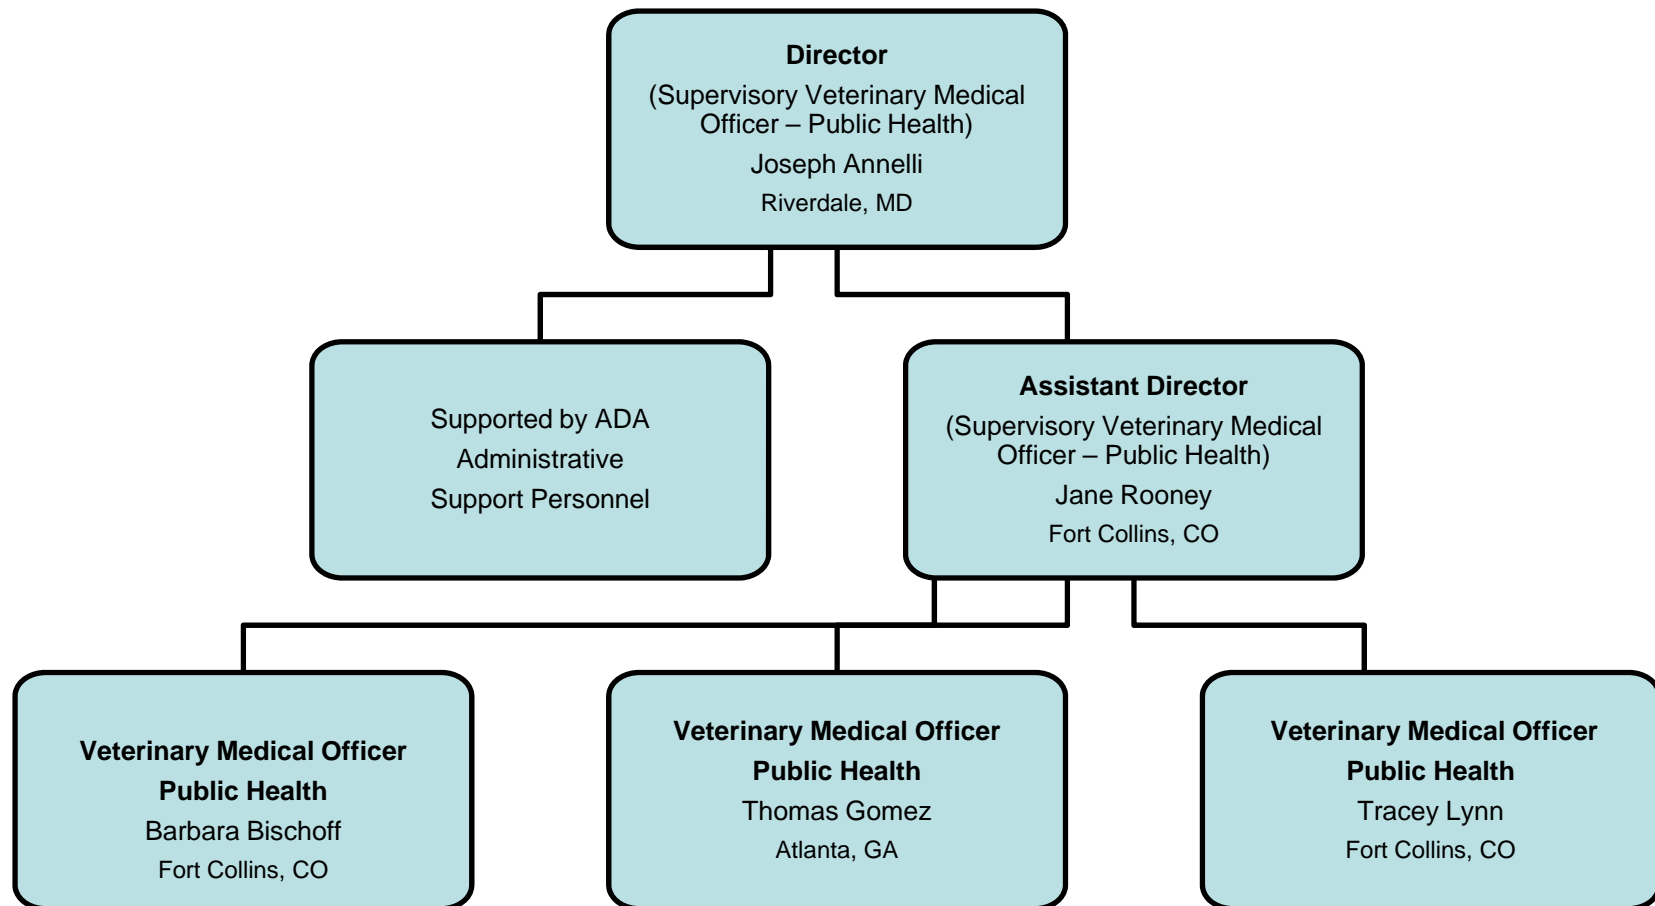 Director
(Supervisory Veterinary Medical
Officer – Public Health)
Joseph Annelli
Riverdale, MD
Supported by ADA
Administrative
Support Personnel
Assistant Director
(Supervisory Veterinary Medical
Officer – Public Health)
Jane Rooney
Fort Collins, CO
Veterinary Medical Officer
Public Health
Barbara Bischoff
Fort Collins, CO
Veterinary Medical Officer
Public Health
Thomas Gomez
Atlanta, GA
Veterinary Medical Officer
Public Health
Tracey Lynn
Fort Collins, CO